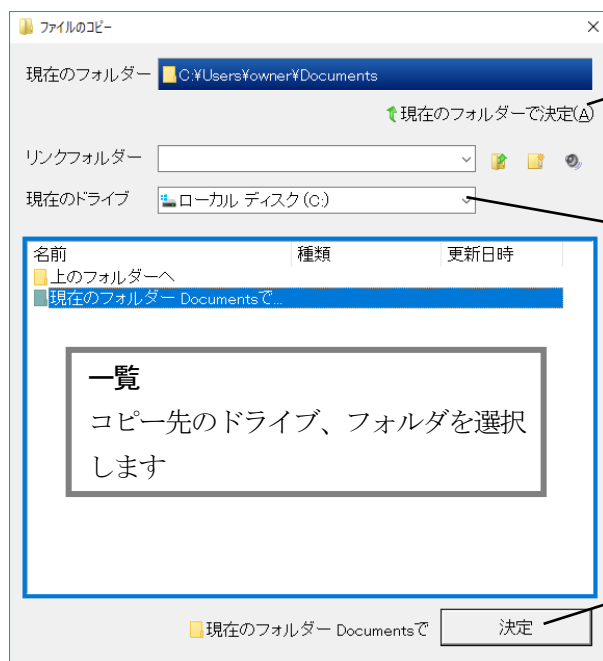 ファイルのコピー
現在のフォルダー C:¥Users¥owner¥Documents
現在のフォルダーで決定(A)
リンクフォルダー
現在のドライブ ローカル ディスク(C:)
名前 種類 更新日時
上のフォルダーへ
現在のフォルダー Documentsで...
一覧
コピー先のドライブ、フォルダを選択
します
現在のフォルダー Documentsで 決定